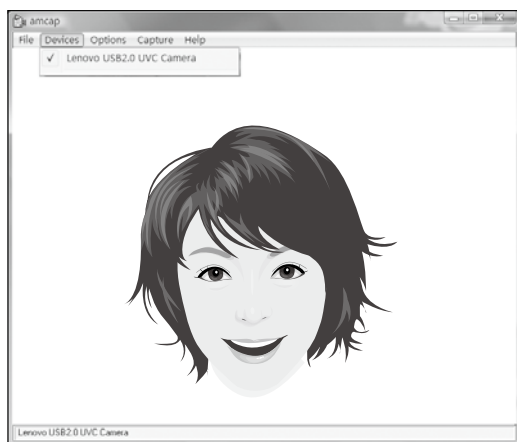 amcap
File Devices Options Capture Help
✓ Lenovo USB2.0 UVC Camera
Lenovo USB2.0 UVC Camera